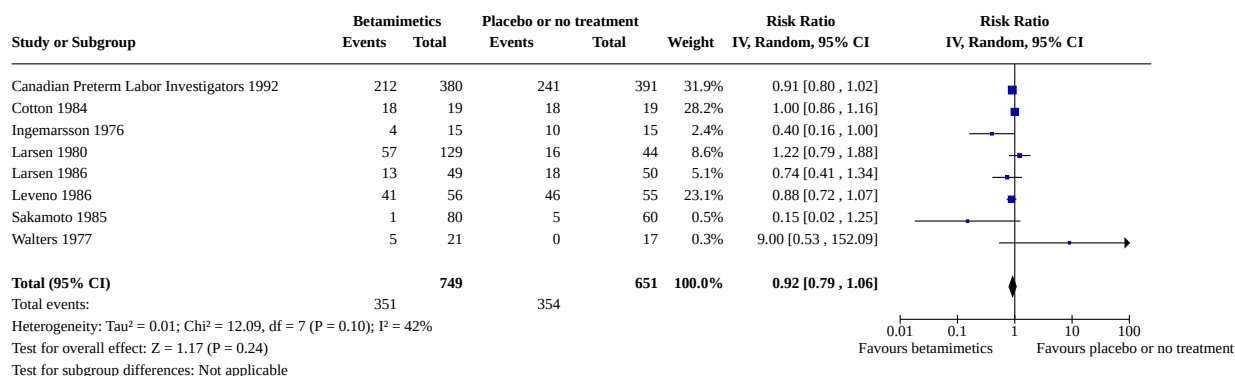 Betamimetics Placebo or no treatment Risk Ratio Risk Ratio
Study or Subgroup Events Total Events Total Weight IV, Random, 95% CI IV, Random, 95% CI
Canadian Preterm Labor Investigators 1992 212 380 241 391 31.9% 0.91 [0.80 , 1.02]
Cotton 1984 18 19 18 19 28.2% 1.00 [0.86 , 1.16]
Ingemarsson 1976 4 15 10 15 2.4% 0.40 [0.16 , 1.00]
Larsen 1980 57 129 16 44 8.6% 1.22 [0.79 , 1.88]
Larsen 1986 13 49 18 50 5.1% 0.74 [0.41 , 1.34]
Leveno 1986 41 56 46 55 23.1% 0.88 [0.72 , 1.07]
Sakamoto 1985 1 80 5 60 0.5% 0.15 [0.02 , 1.25]
Walters 1977 5 21 0 17 0.3% 9.00 [0.53 , 152.09]
Total (95% CI) 749 651 100.0% 0.92 [0.79 , 1.06]
Total events: 351 354
Heterogeneity: Tau² = 0.01; Chi² = 12.09, df = 7 (P = 0.10); I² = 42%
0.01 0.1 1 10 100
Test for overall effect: Z = 1.17 (P = 0.24) Favours betamimetics Favours placebo or no treatment
Test for subgroup differences: Not applicable